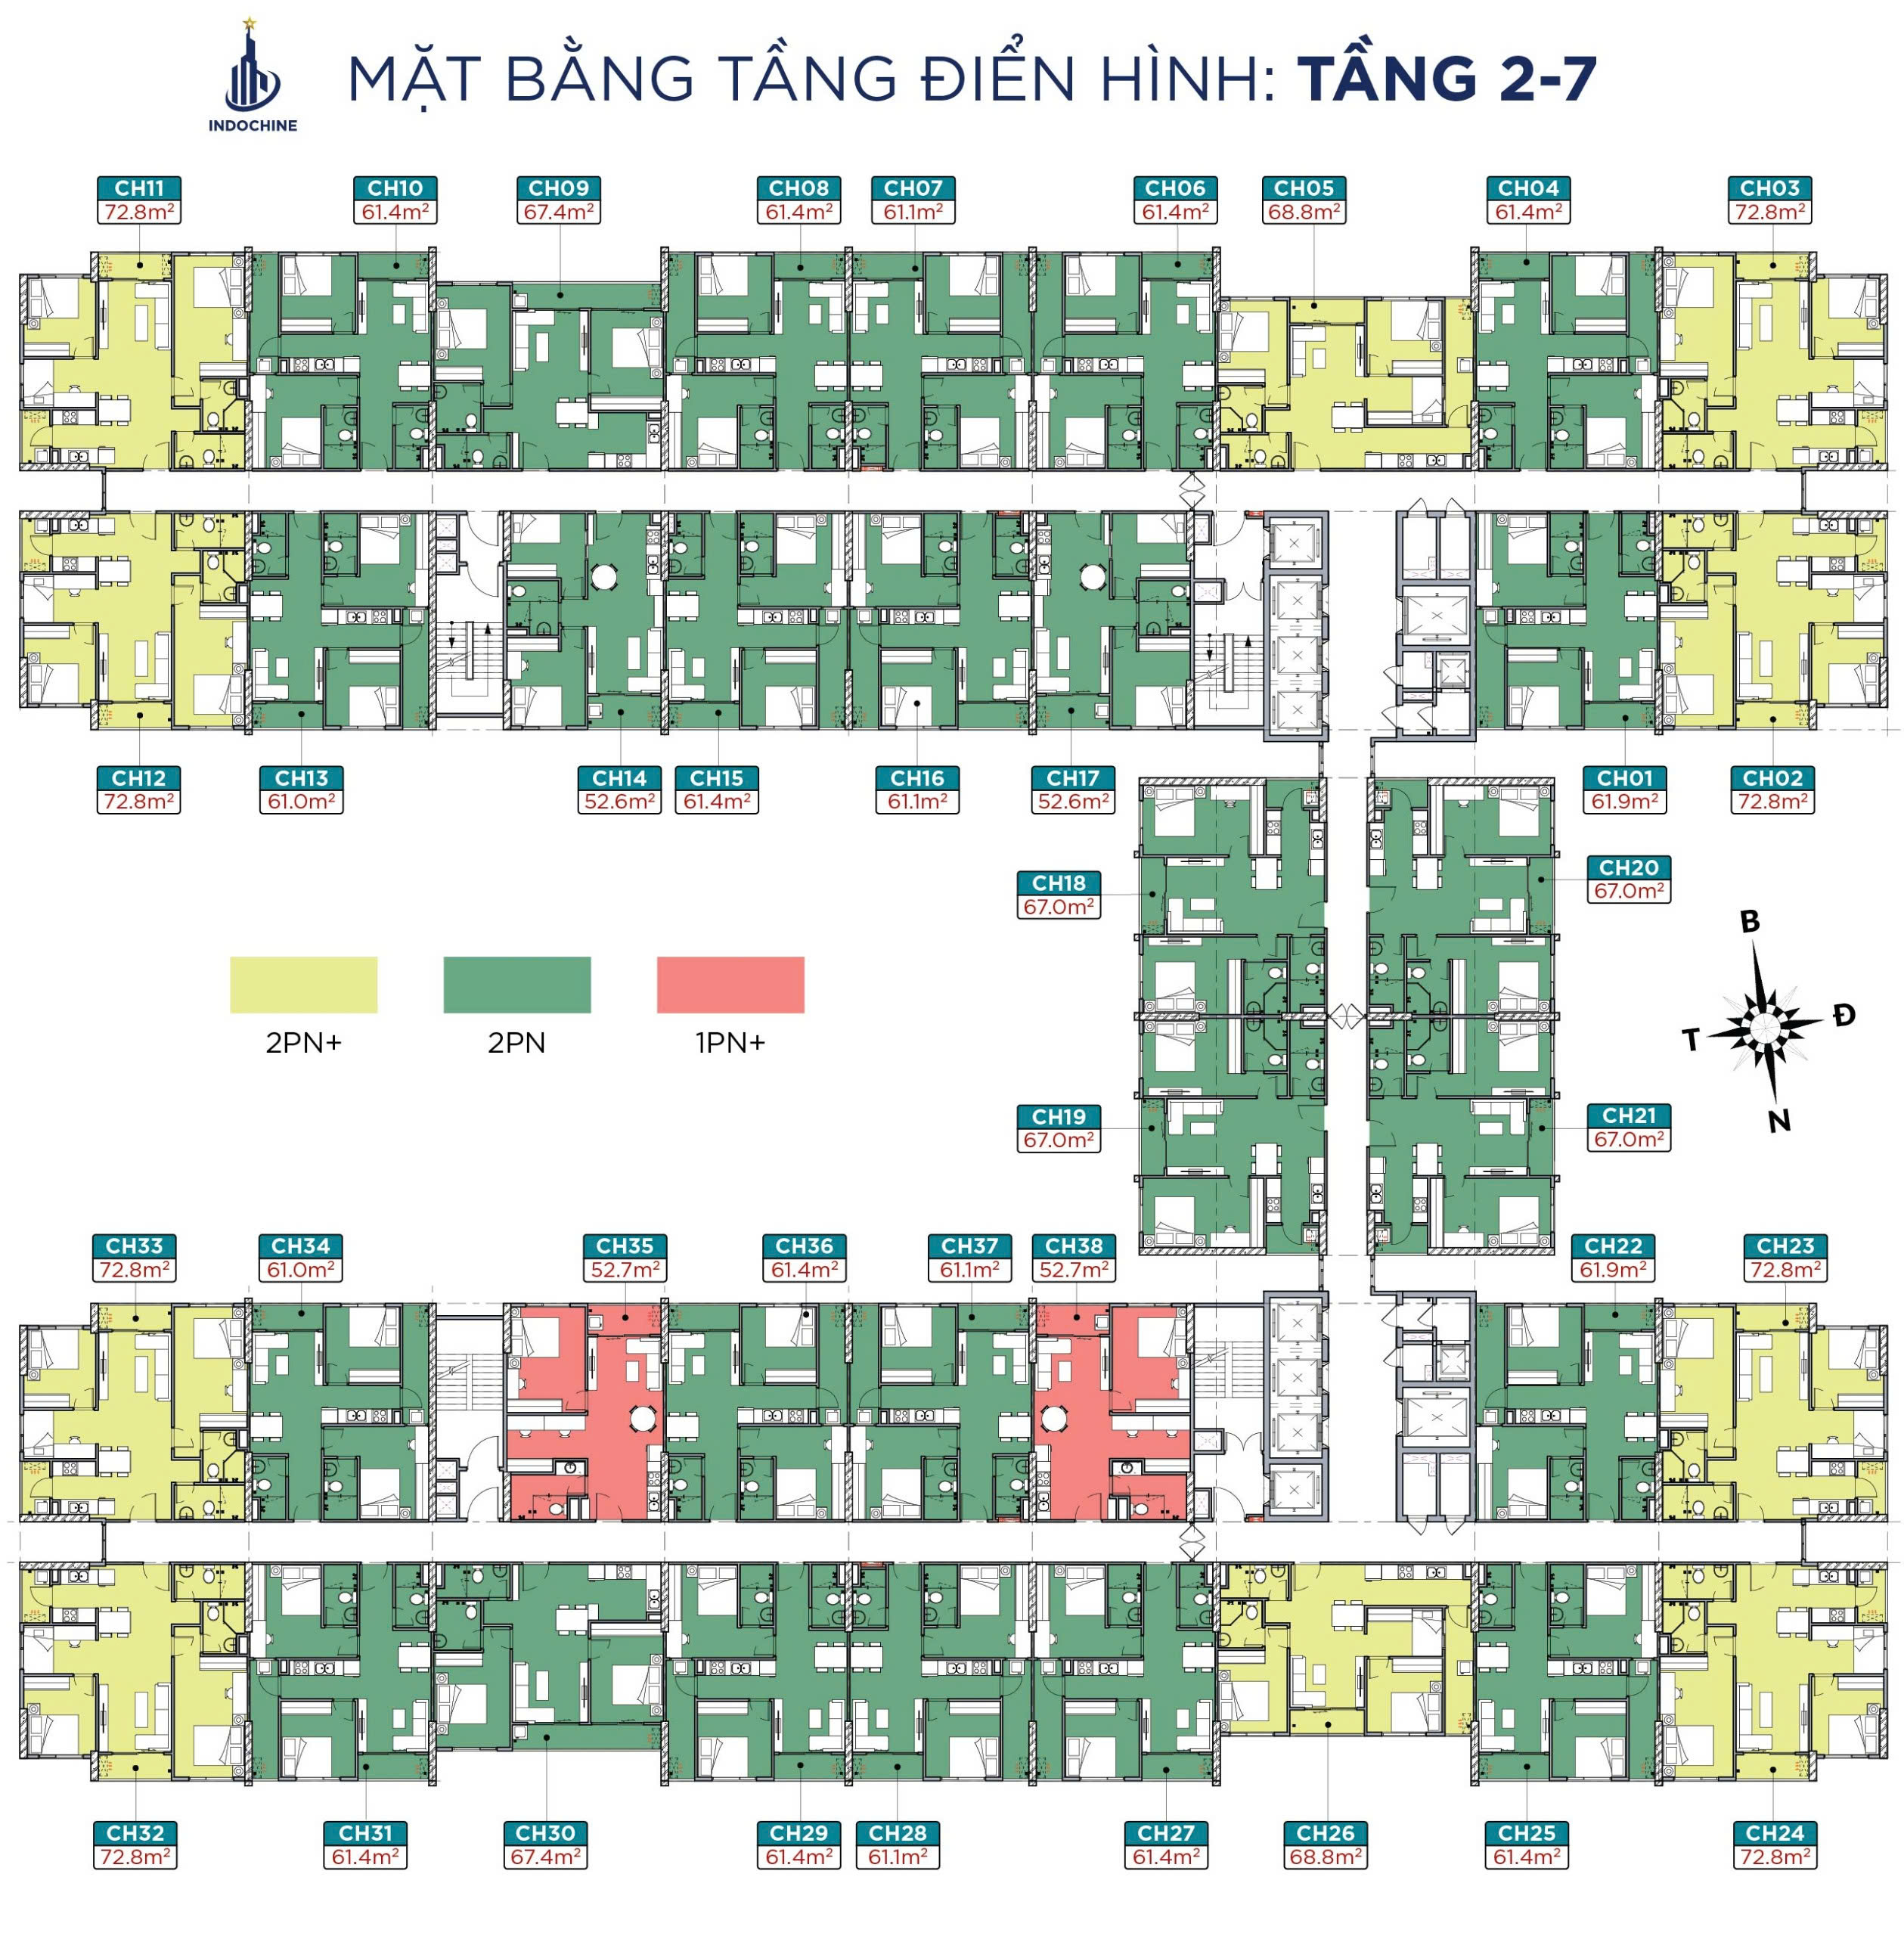 INDOCHINE
MẶT BẰNG TẦNG ĐIỂN HÌNH: TẦNG 2-7
CH11
72.8m²
CH10
61.4m²
CH09
67.4m²
CH08
61.4m²
CH07
61.1m²
CH06
61.4m²
CH05
68.8m²
CH04
61.4m²
CH03
72.8m²
CH12
72.8m²
CH13
61.0m²
CH14
52.6m²
CH15
61.4m²
CH16
61.1m²
CH17
52.6m²
CH01
61.9m²
CH02
72.8m²
CH18
67.0m²
CH20
67.0m²
2PN+
2PN
1PN+
B
Đ
T
N
CH19
67.0m²
CH21
67.0m²
CH33
72.8m²
CH34
61.0m²
CH35
52.7m²
CH36
61.4m²
CH37
61.1m²
CH38
52.7m²
CH22
61.9m²
CH23
72.8m²
CH32
72.8m²
CH31
61.4m²
CH30
67.4m²
CH29
61.4m²
CH28
61.1m²
CH27
61.4m²
CH26
68.8m²
CH25
61.4m²
CH24
72.8m²